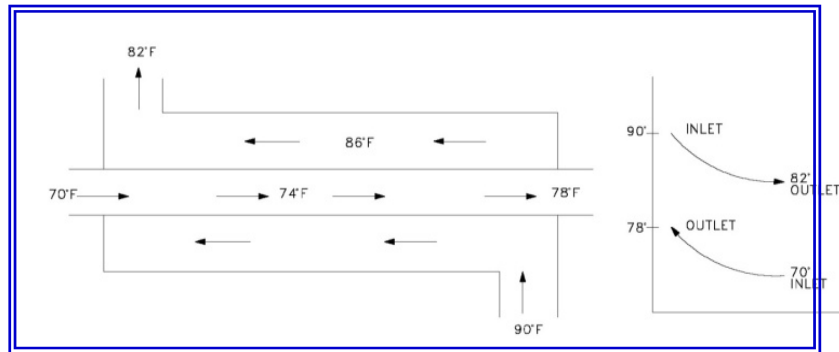 82°F
86°F
70°F
74°F
78°F
90°F
90°
INLET
82°
OUTLET
78°
OUTLET
70°
INLET